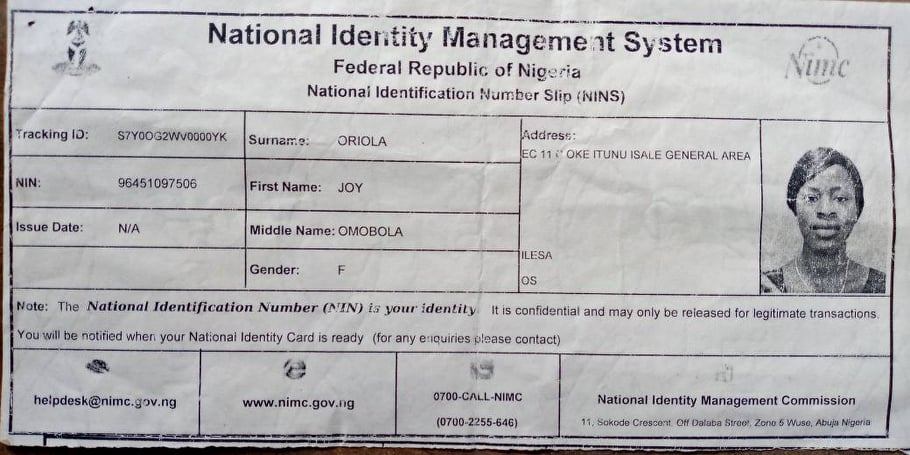 National Identity Management System
Federal Republic of Nigeria
National Identification Number Slip (NINS)
Nimc
Tracking ID: S7Y0OG2WV0000YK
Surname: ORIOLA
Address:
EC 11 OKE ITUNU ISALE GENERAL AREA
NIN: 96451097506
First Name: JOY
Issue Date: N/A
Middle Name: OMOBOLA
ILESA
Gender: F
OS
Note: The National Identification Number (NIN) is your identity. It is confidential and may only be released for legitimate transactions.
You will be notified when your National Identity Card is ready (for any enquiries please contact)
helpdesk@nimc.gov.ng
www.nimc.gov.ng
0700-CALL-NIMC
(0700-2255-646)
National Identity Management Commission
11, Sokode Crescent, Off Dalaba Street, Zone 5 Wuse, Abuja Nigeria